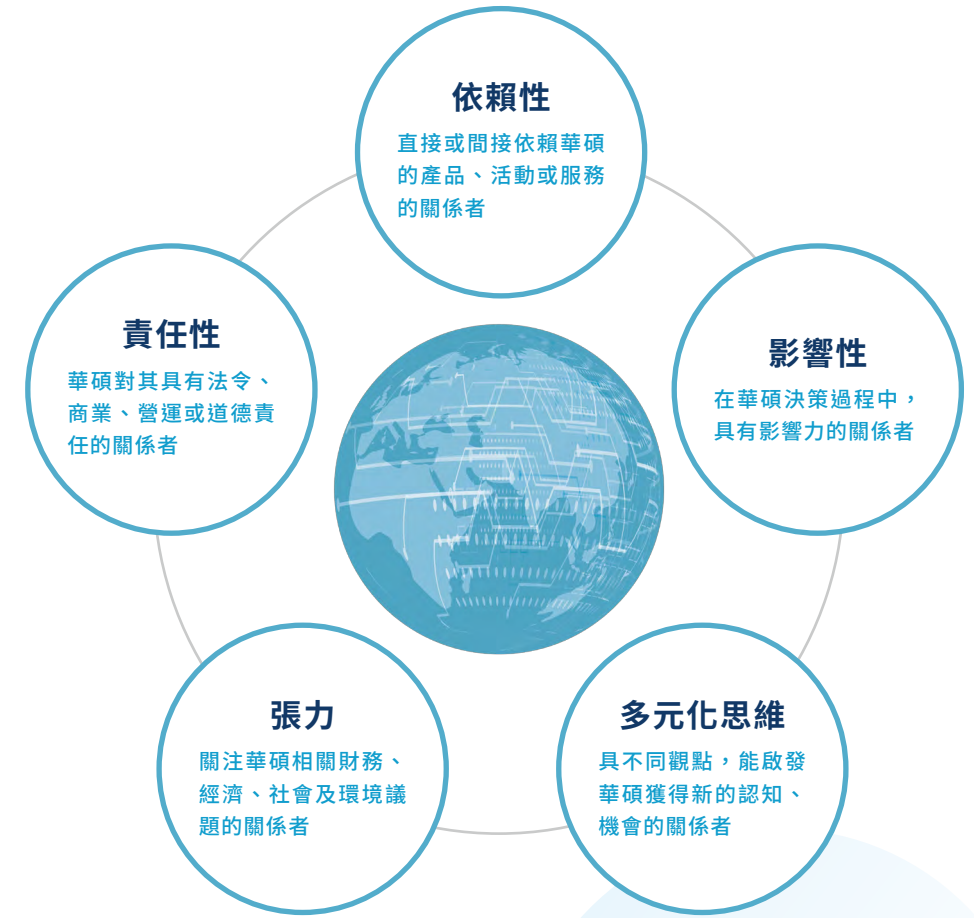 依賴性
直接或間接依賴華碩
的產品、活動或服務
的關係者
責任性
華碩對其具有法令、
商業、營運或道德責
任的關係者
影響性
在華碩決策過程中，
具有影響力的關係者
張力
關注華碩相關財務、
經濟、社會及環境議
題的關係者
多元化思維
具不同觀點，能啟發
華碩獲得新的認知、
機會的關係者